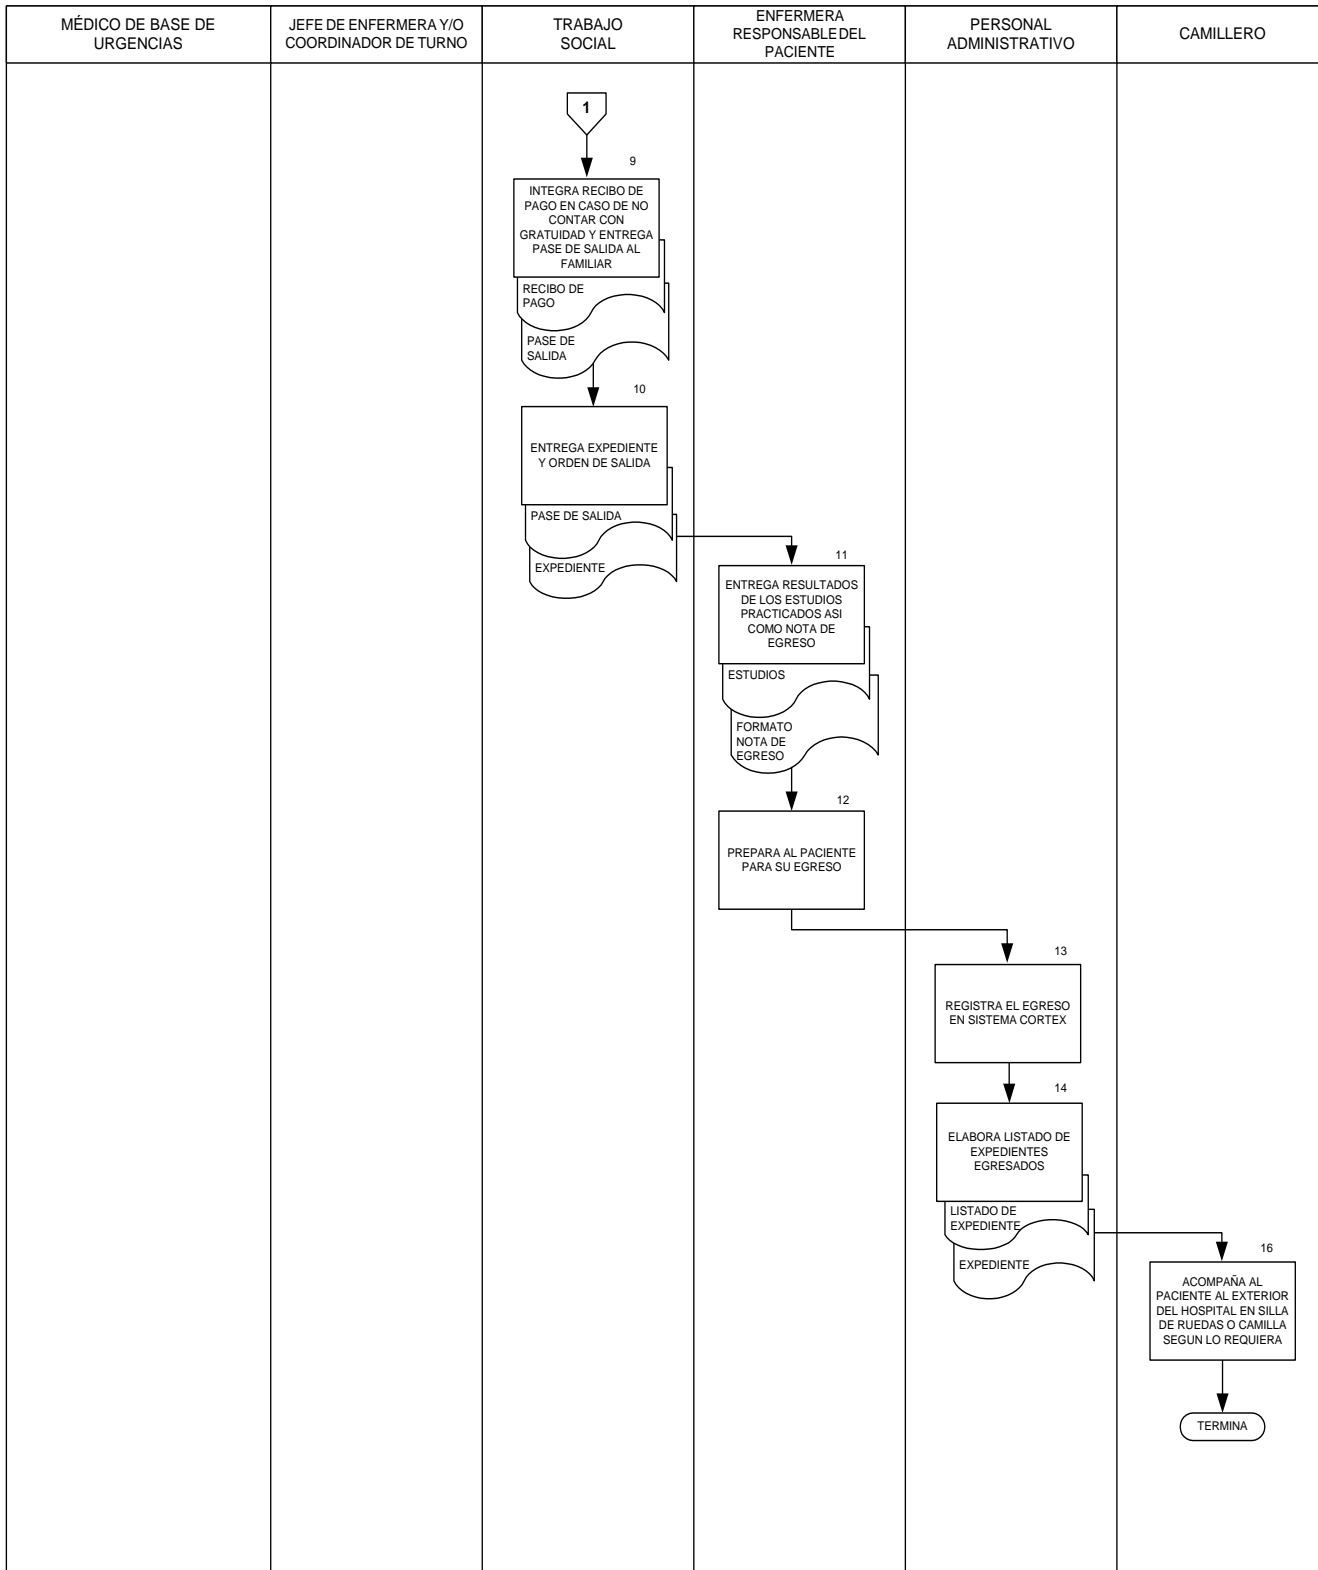 MÉDICO DE BASE DE
URGENCIAS
JEFE DE ENFERMERA Y/O
COORDINADOR DE TURNO
TRABAJO
SOCIAL
ENFERMERA
RESPONSABLE DEL
PACIENTE
PERSONAL
ADMINISTRATIVO
CAMILLERO
1
9
INTEGRA RECIBO DE
PAGO EN CASO DE NO
CONTAR CON
GRATUIDAD Y ENTREGA
PASE DE SALIDA AL
FAMILIAR
RECIBO DE
PAGO
PASE DE
SALIDA
10
ENTREGA EXPEDIENTE
Y ORDEN DE SALIDA
PASE DE SALIDA
EXPEDIENTE
11
ENTREGA RESULTADOS
DE LOS ESTUDIOS
PRACTICADOS ASI
COMO NOTA DE
EGRESO
ESTUDIOS
FORMATO
NOTA DE
EGRESO
12
PREPARA AL PACIENTE
PARA SU EGRESO
13
REGISTRA EL EGRESO
EN SISTEMA CORTEX
14
ELABORA LISTADO DE
EXPEDIENTES
EGRESADOS
LISTADO DE
EXPEDIENTE
EXPEDIENTE
16
ACOMPAÑA AL
PACIENTE AL EXTERIOR
DEL HOSPITAL EN SILLA
DE RUEDAS O CAMILLA
SEGUN LO REQUIERA
TERMINA